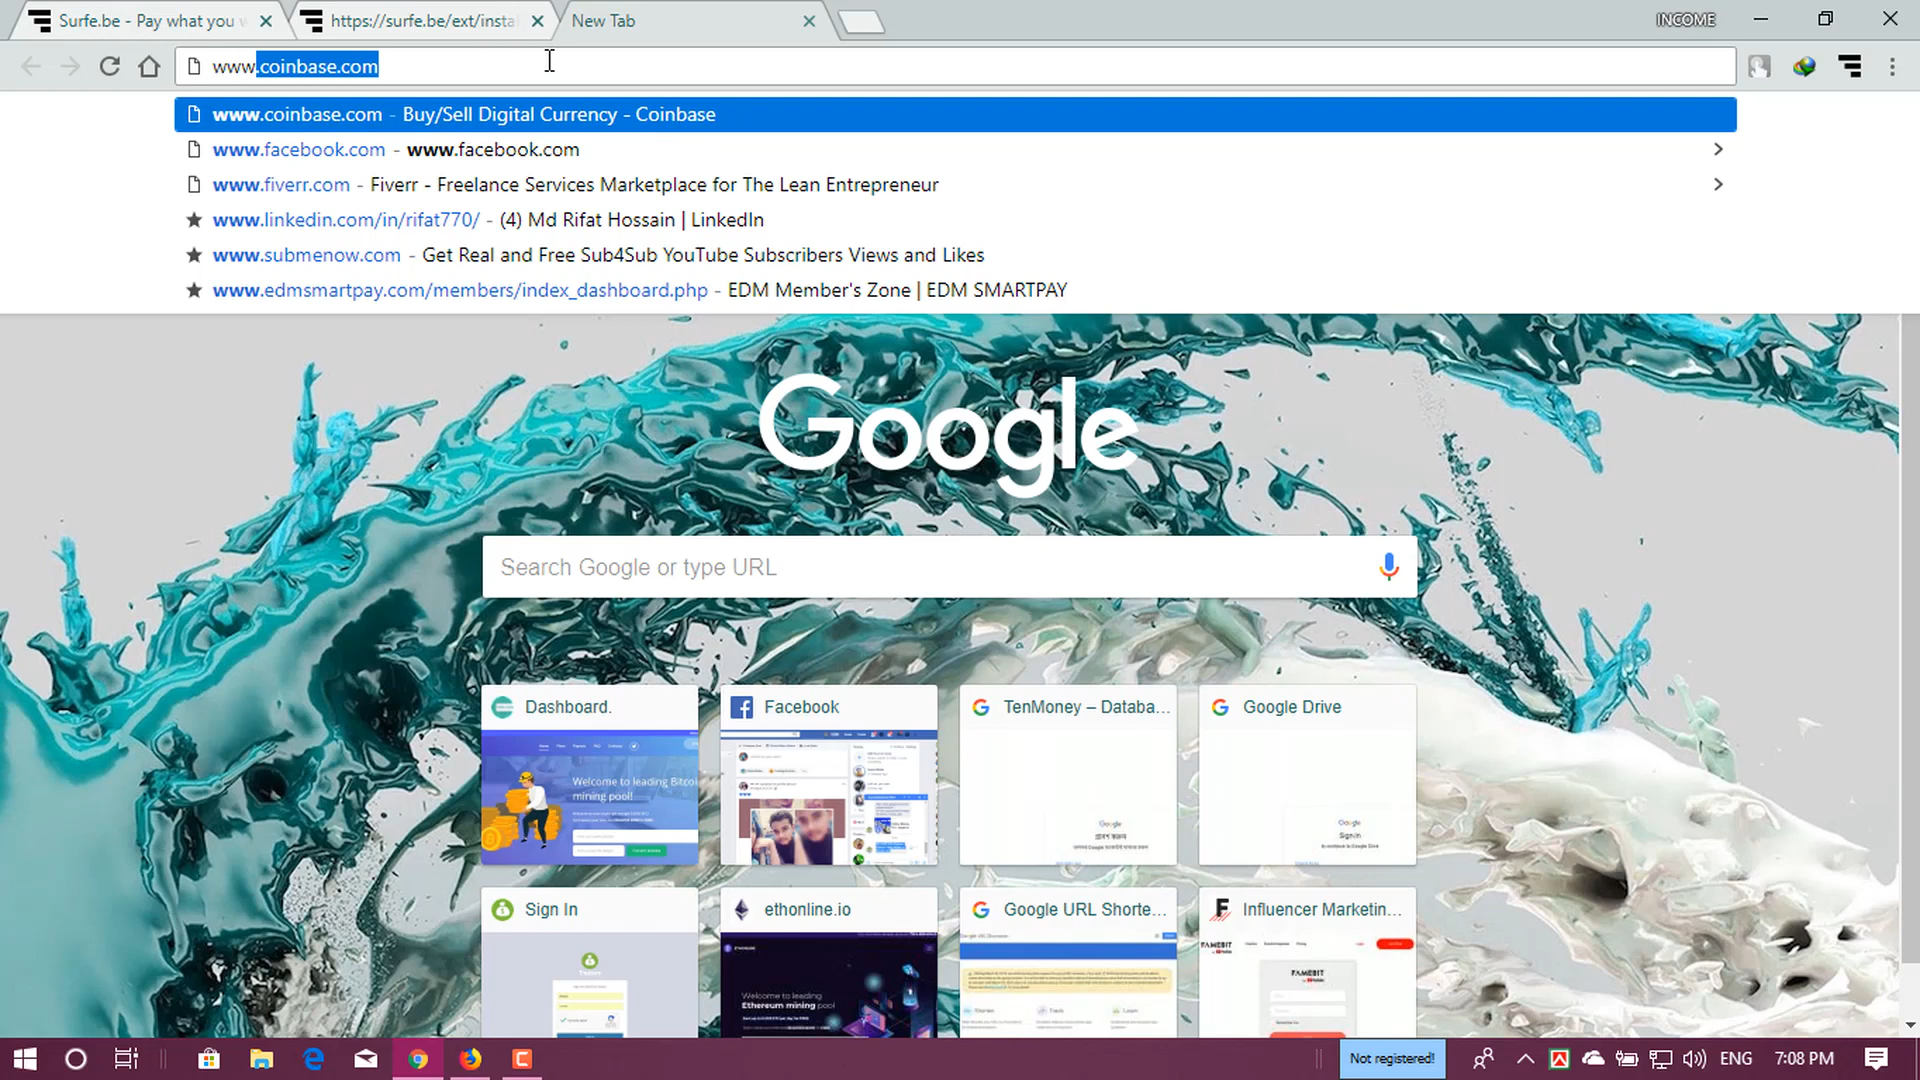 Surfe.be - Pay what you w
https://surfe.be/ext/insta
New Tab
INCOME
www.coinbase.com
www.coinbase.com - Buy/Sell Digital Currency - Coinbase
www.facebook.com - www.facebook.com
www.fiverr.com - Fiverr - Freelance Services Marketplace for The Lean Entrepreneur
www.linkedin.com/in/rifat770/ - (4) Md Rifat Hossain | LinkedIn
www.submenow.com - Get Real and Free Sub4Sub YouTube Subscribers Views and Likes
www.edmsmartpay.com/members/index_dashboard.php - EDM Member's Zone | EDM SMARTPAY
Google
Search Google or type URL
Dashboard.
Welcome to leading Bitcoi
mining pool!
Facebook
TenMoney – Databa...
Google
Google Drive
Google
Sign in
Sign In
ethonline.io
Welcome to leading
Ethereum mining pool
Google URL Shorte...
Influencer Marketin...
FAMEBIT
FAMEBIT
Not registered!
ENG
7:08 PM